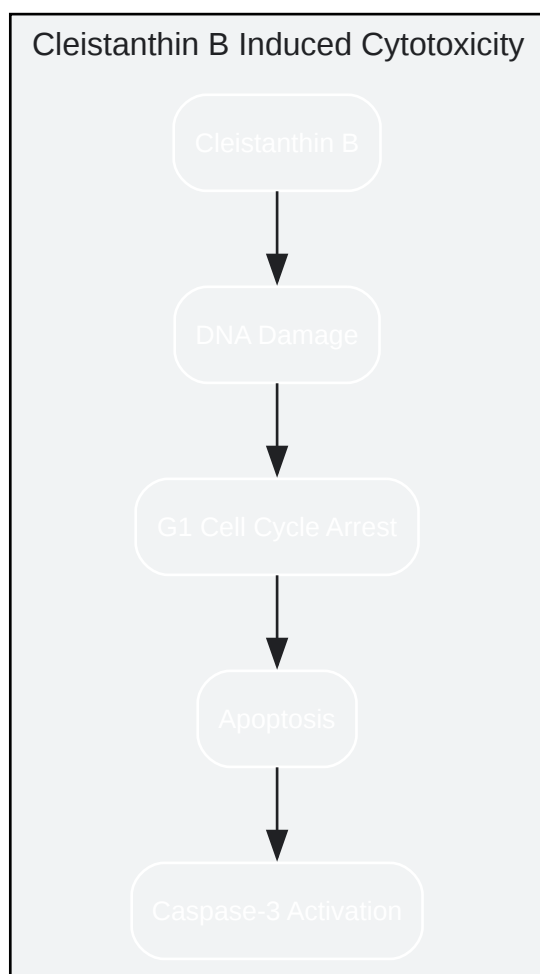 Cleistanthin B Induced Cytotoxicity
Cleistanthin B
DNA Damage
G1 Cell Cycle Arrest
Apoptosis
Caspase-3 Activation